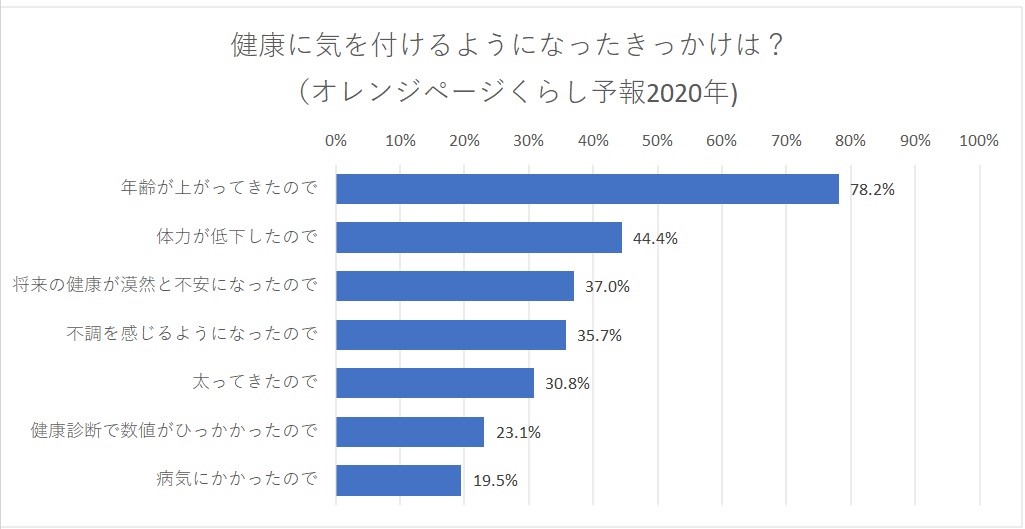 健康に気を付けるようになったきっかけは？
（オレンジページくらし予報2020年)
0% 10% 20% 30% 40% 50% 60% 70% 80% 90% 100%
年齢が上がってきたので 78.2%
体力が低下したので 44.4%
将来の健康が漠然と不安になったので 37.0%
不調を感じるようになったので 35.7%
太ってきたので 30.8%
健康診断で数値がひっかかったので 23.1%
病気にかかったので 19.5%